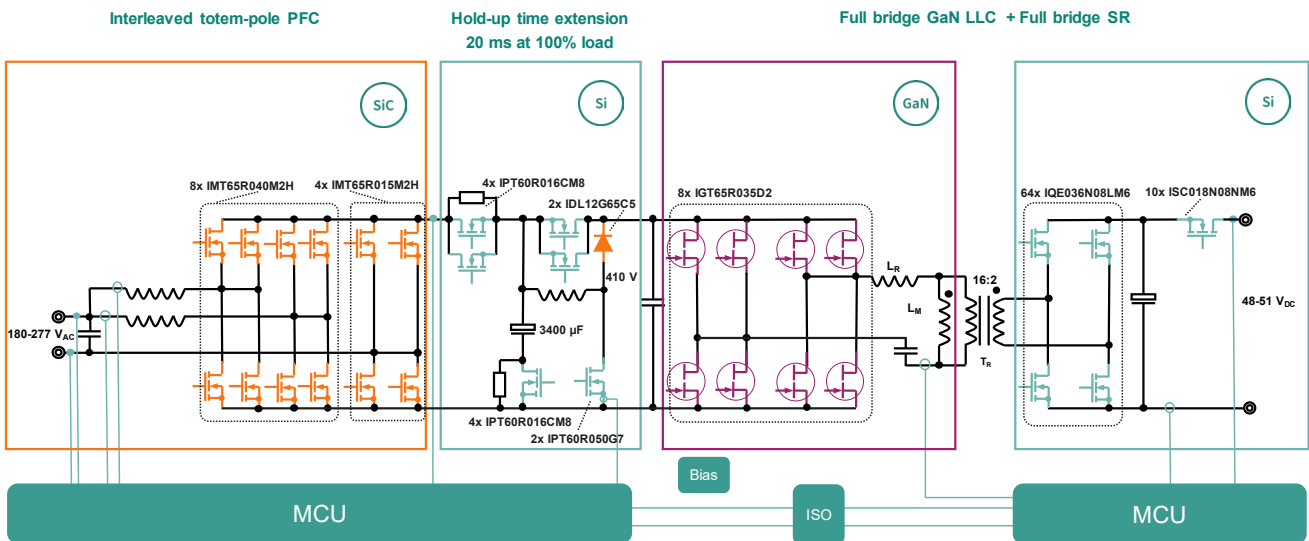 Interleaved totem-pole PFC
Hold-up time extension
20 ms at 100% load
Full bridge GaN LLC + Full bridge SR
SiC
Si
GaN
Si
8x IMT65R040M2H
4x IMT65R015M2H
4x IPT60R016CM8
2x IDL12G65C5
8x IGT65R035D2
64x IQE036N08LM6
10x ISC018N08NM6
410 V
LR
LM
16:2
TR
180-277 VAC
3400 µF
48-51 VDC
4x IPT60R016CM8
2x IPT60R050G7
Bias
MCU
ISO
MCU